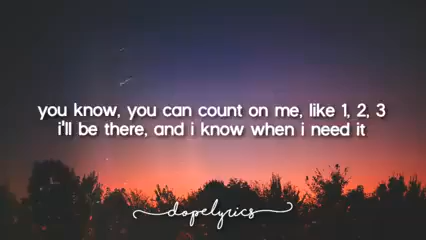 you know, you can count on me, like 1, 2, 3
i'll be there, and i know when i need it
dopelyrics